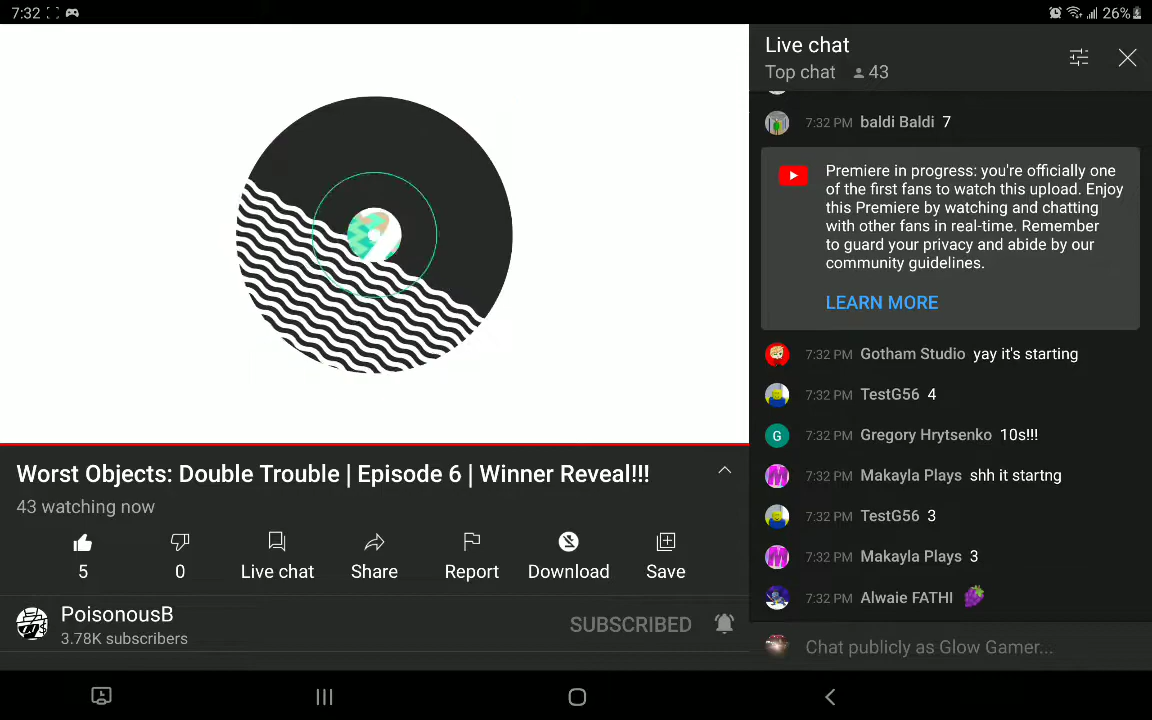 7:32
26%
9
Live chat
Top chat 43
7:32 PM baldi Baldi 7
Premiere in progress: you're officially one
of the first fans to watch this upload. Enjoy
this Premiere by watching and chatting
with other fans in real-time. Remember
to guard your privacy and abide by our
community guidelines.
LEARN MORE
7:32 PM Gotham Studio yay it's starting
7:32 PM TestG56 4
G 7:32 PM Gregory Hrytsenko 10s!!!
7:32 PM Makayla Plays shh it startng
7:32 PM TestG56 3
7:32 PM Makayla Plays 3
7:32 PM Alwaie FATHI
Chat publicly as Glow Gamer...
Worst Objects: Double Trouble | Episode 6 | Winner Reveal!!!
43 watching now
5
0
Live chat
Share
Report
Download
Save
PoisonousB
3.78K subscribers
SUBSCRIBED